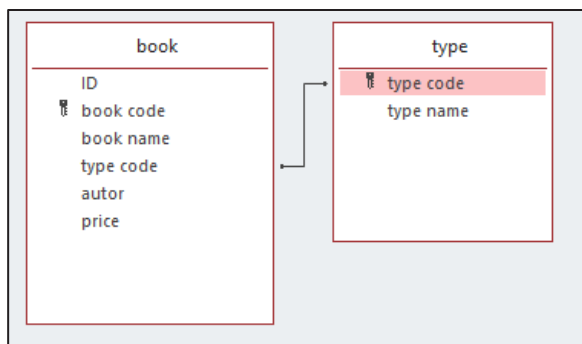 book
ID
book code
book name
type code
autor
price
type
type code
type name